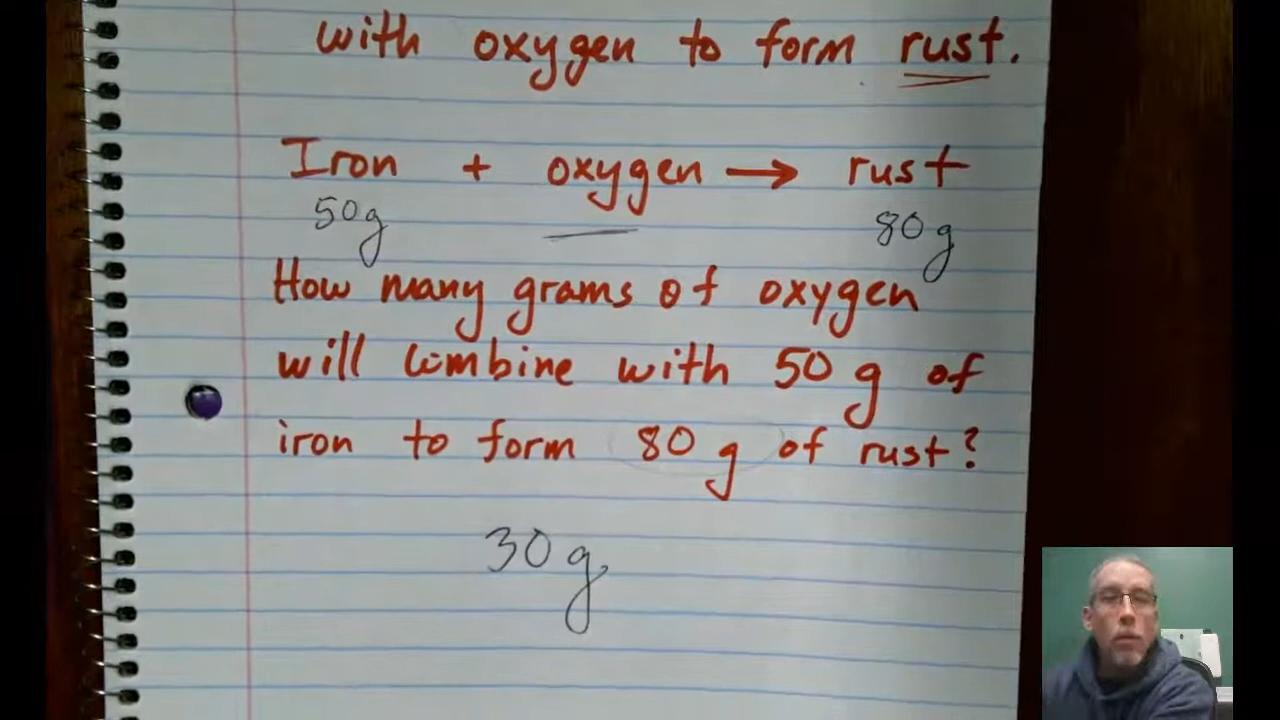 with oxygen to form rust.
Iron + oxygen → rust
50g 80g
How many grams of oxygen
will combine with 50 g of
iron to form 80 g of rust?
30g